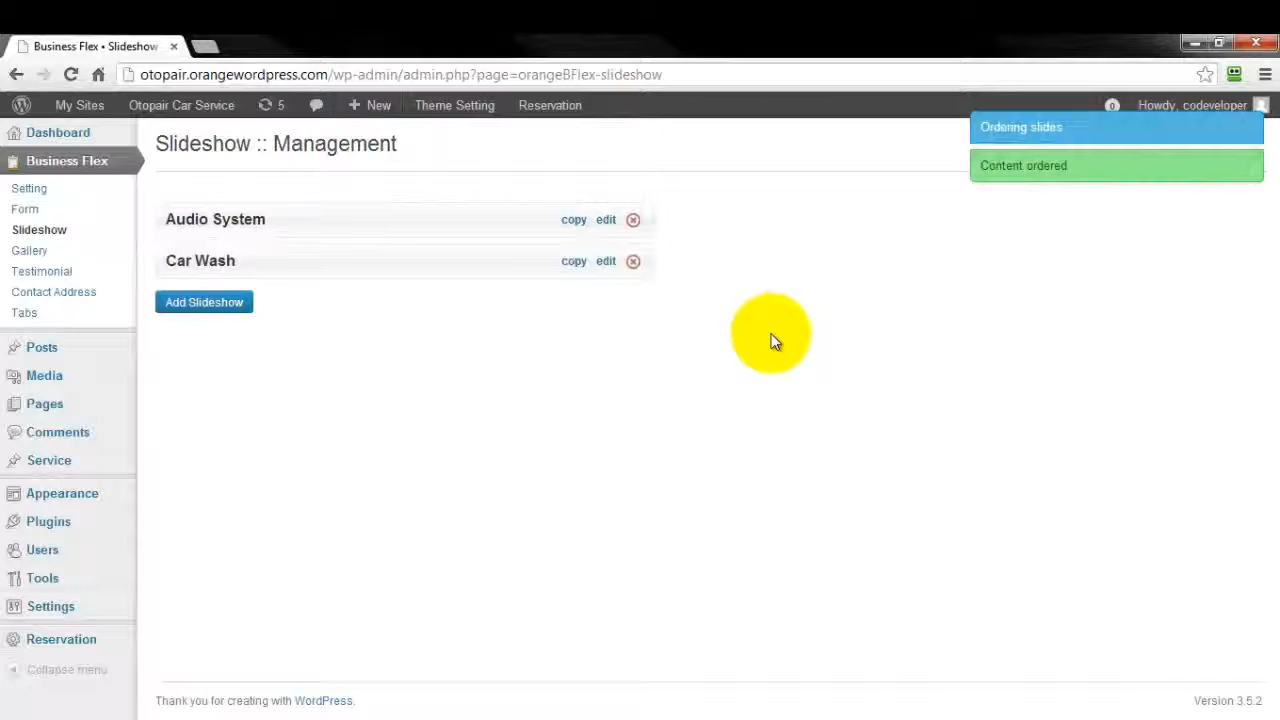 Business Flex • Slideshow
otopair.orangewordpress.com/wp-admin/admin.php?page=orangeBFlex-slideshow
My Sites Otopair Car Service 5 New Theme Setting Reservation 0 Howdy, codeveloper
Dashboard
Business Flex
Setting
Form
Slideshow
Gallery
Testimonial
Contact Address
Tabs
Posts
Media
Pages
Comments
Service
Appearance
Plugins
Users
Tools
Settings
Reservation
Collapse menu
Slideshow :: Management
Ordering slides
Content ordered
Audio System copy edit
Car Wash copy edit
Add Slideshow
Thank you for creating with WordPress. Version 3.5.2